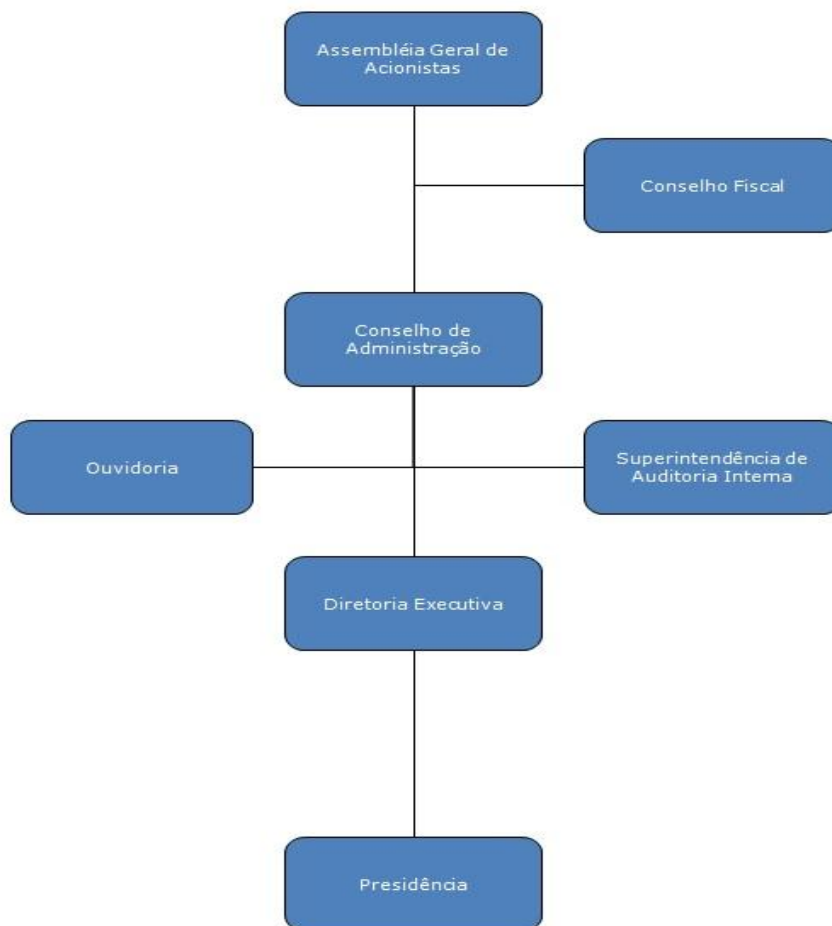 Assembléia Geral de
Acionistas
Conselho Fiscal
Conselho de
Administração
Ouvidoria
Superintendência de
Auditoria Interna
Diretoria Executiva
Presidência